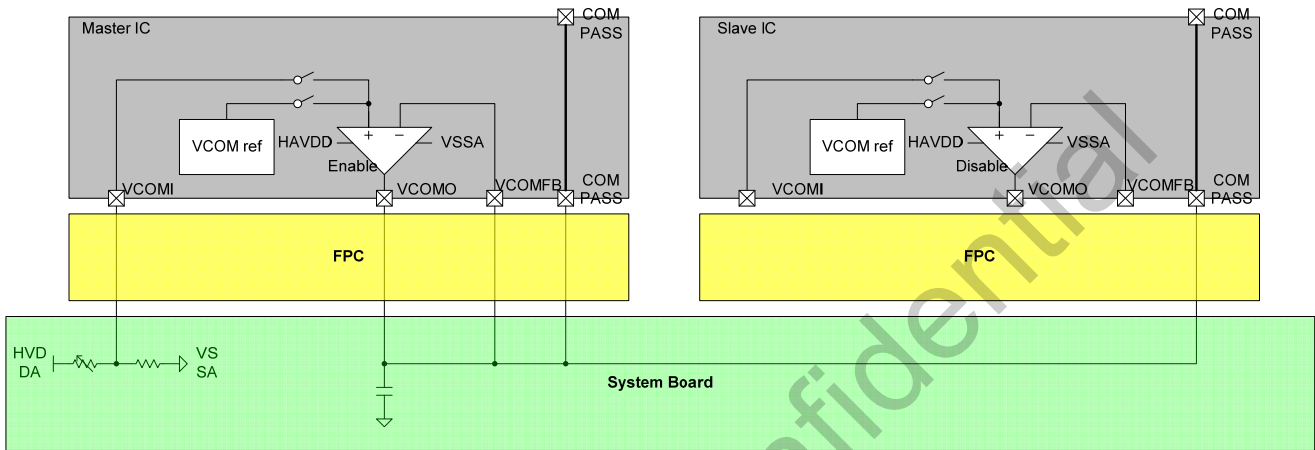 Master IC
COM
PASS
VCOM ref
HAVDD
+
−
VSSA
Enable
VCOMI
VCOMO
VCOMFB
COM
PASS
Slave IC
COM
PASS
VCOM ref
HAVDD
+
−
VSSA
Disable
VCOMI
VCOMO
VCOMFB
COM
PASS
FPC
FPC
HVD
DA
VS
SA
System Board
nfidential